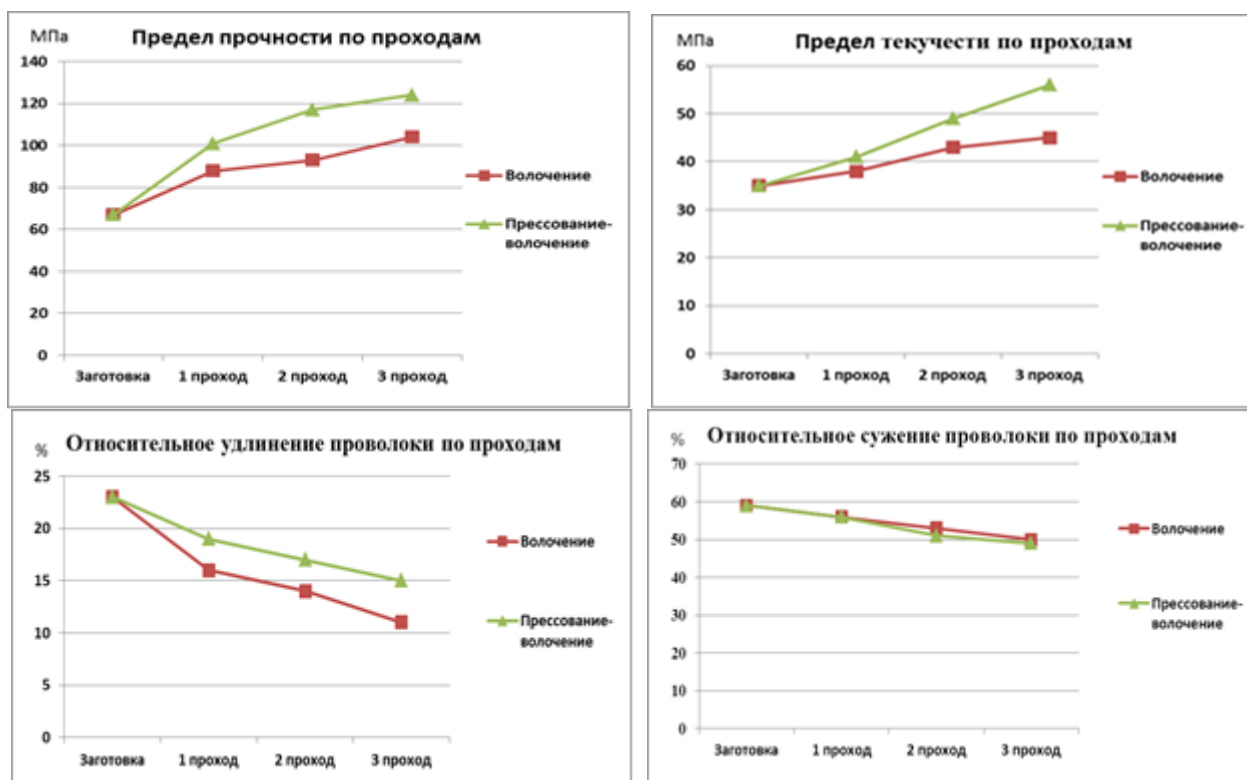 МПа
Предел прочности по проходам
140
120
100
80
60
40
20
0
Заготовка 1 проход 2 проход 3 проход
Волочение
Прессование-
волочение
МПа
Предел текучести по проходам
60
50
40
30
20
10
0
Заготовка 1 проход 2 проход 3 проход
Волочение
Прессование-
волочение
%
Относительное удлинение проволоки по проходам
25
20
15
10
5
0
Заготовка 1 проход 2 проход 3 проход
Волочение
Прессование-
волочение
%
Относительное сужение проволоки по проходам
70
60
50
40
30
20
10
0
Заготовка 1 проход 2 проход 3 проход
Волочение
Прессование-
волочение